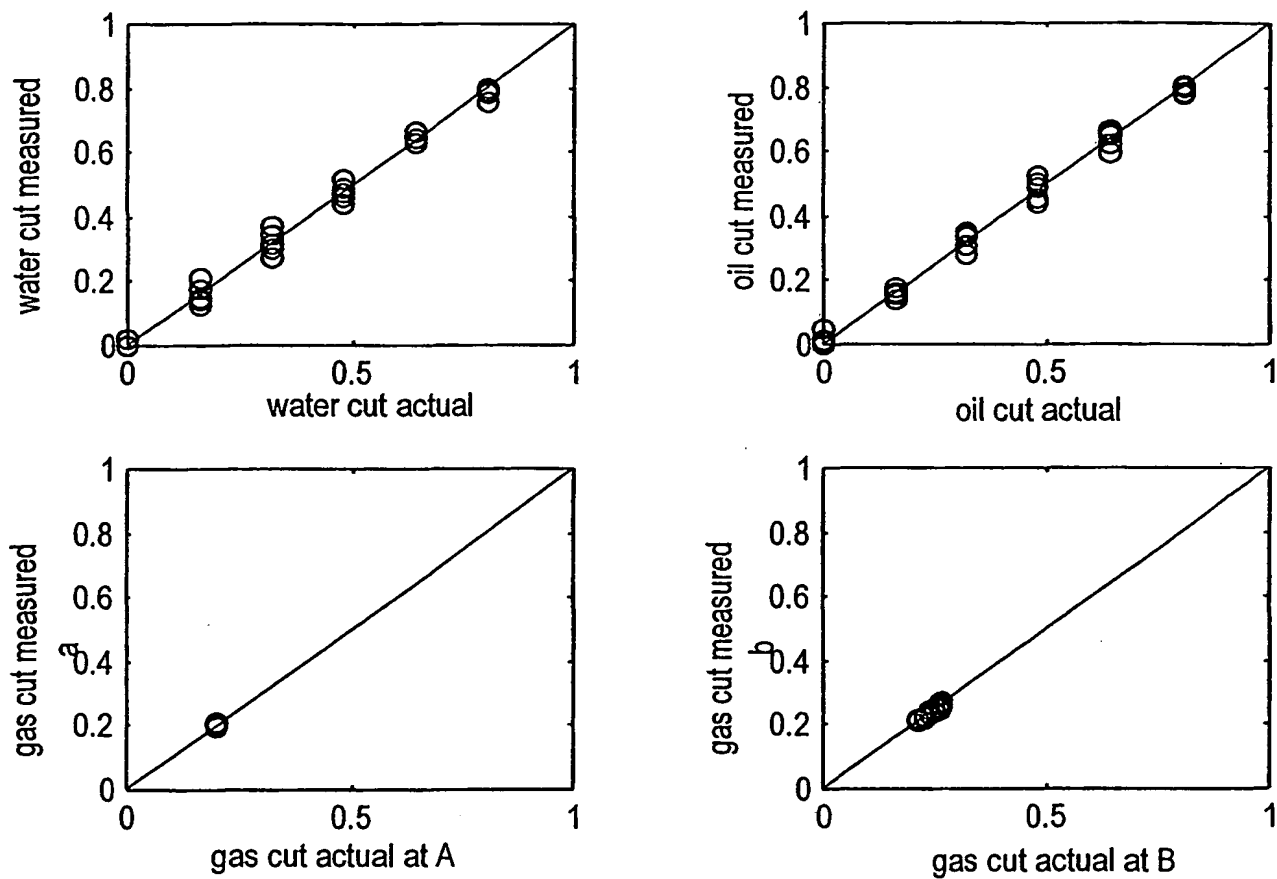 1
0.8
0.6
0.4
0.2
0
water cut measured
0 0.5 1
water cut actual
1
0.8
0.6
0.4
0.2
0
oil cut measured
0 0.5 1
oil cut actual
1
0.8
0.6
0.4
0.2
0
gas cut measured
a
0 0.5 1
gas cut actual at A
1
0.8
0.6
0.4
0.2
0
gas cut measured
b
0 0.5 1
gas cut actual at B